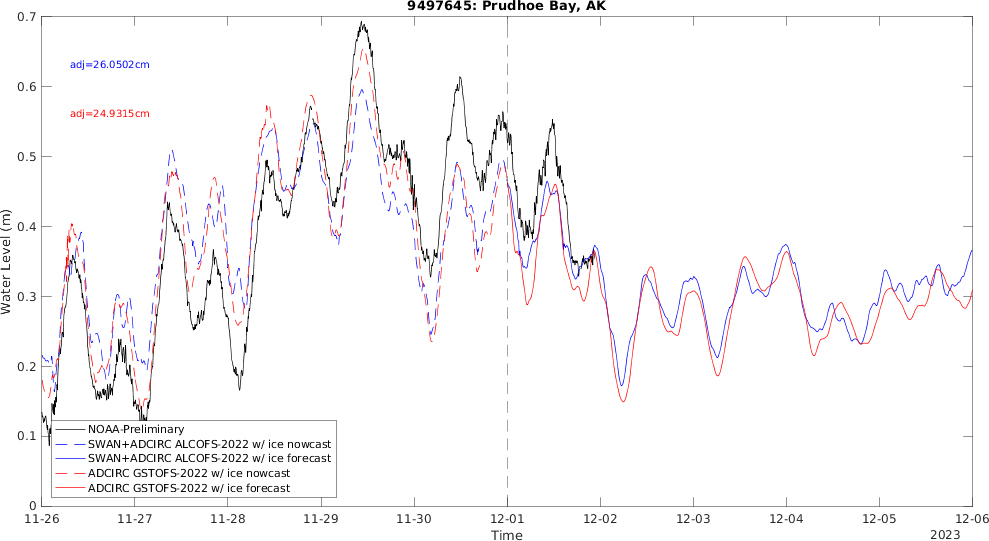 9497645: Prudhoe Bay, AK
0.7
0.6
0.5
0.4
0.3
0.2
0.1
0
Water Level (m)
adj=26.0502cm
adj=24.9315cm
NOAA-Preliminary
SWAN+ADCIRC ALCOFS-2022 w/ ice nowcast
SWAN+ADCIRC ALCOFS-2022 w/ ice forecast
ADCIRC GSTOFS-2022 w/ ice nowcast
ADCIRC GSTOFS-2022 w/ ice forecast
11-26 11-27 11-28 11-29 11-30 12-01 12-02 12-03 12-04 12-05 12-06
Time
2023